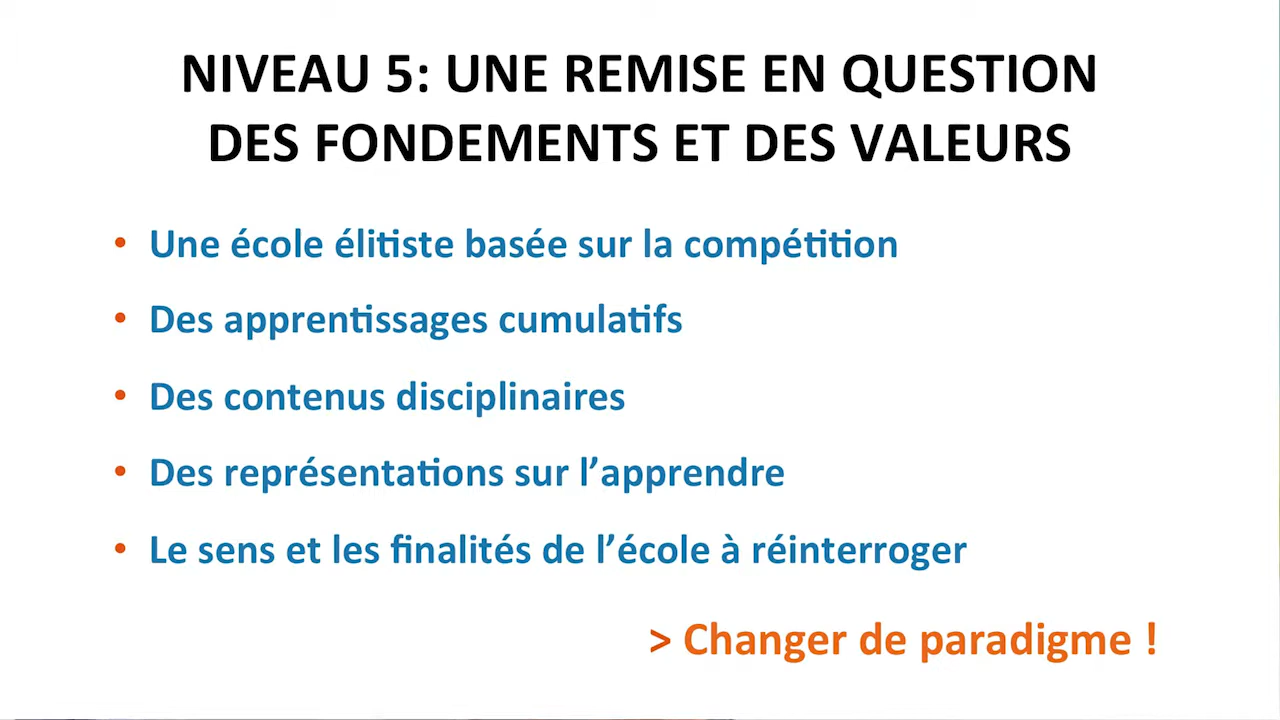 NIVEAU 5: UNE REMISE EN QUESTION
DES FONDEMENTS ET DES VALEURS
• Une école élitiste basée sur la compétition
• Des apprentissages cumulatifs
• Des contenus disciplinaires
• Des représentations sur l’apprendre
• Le sens et les finalités de l’école à réinterroger
> Changer de paradigme !